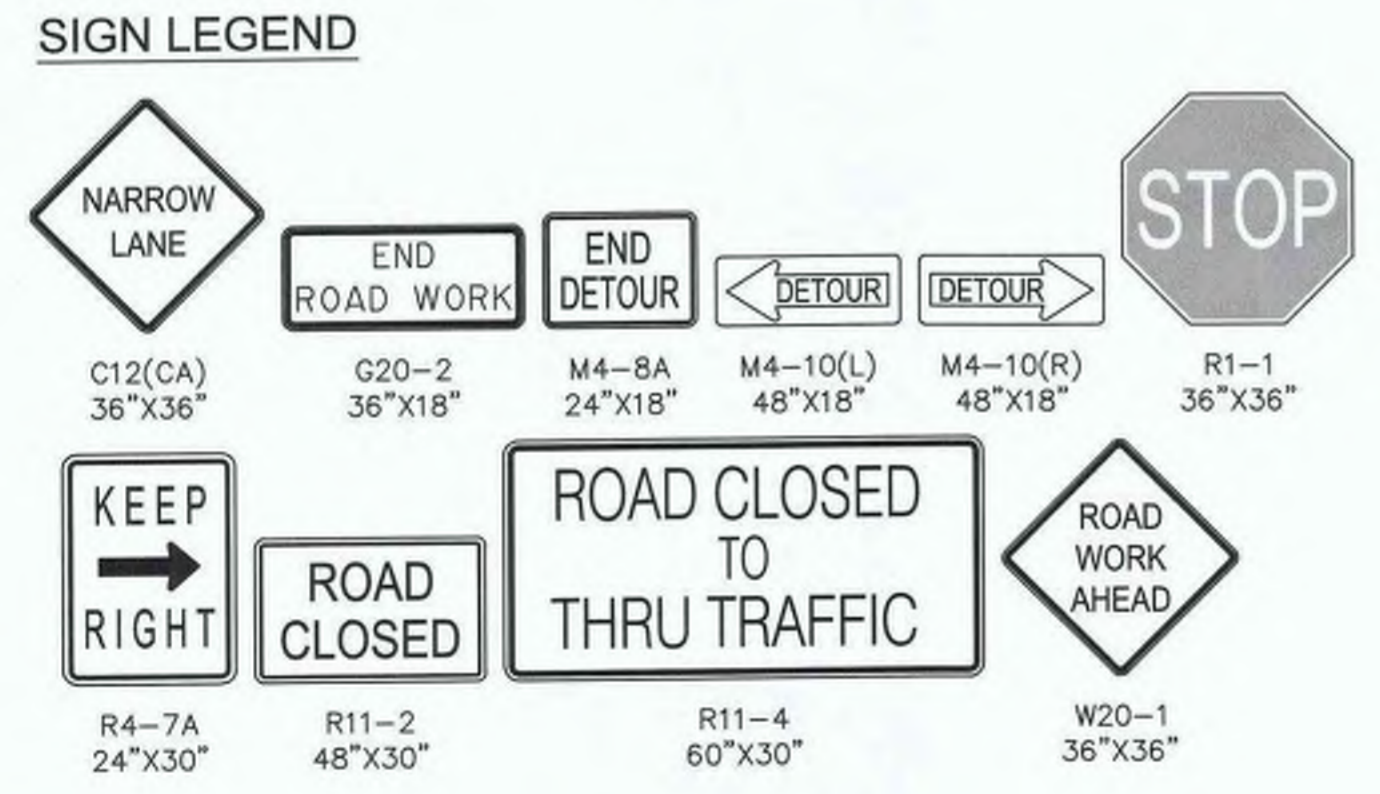 SIGN LEGEND
NARROW
LANE
C12(CA)
36"X36"
END
ROAD WORK
G20-2
36"X18"
END
DETOUR
M4-8A
24"X18"
DETOUR
M4-10(L)
48"X18"
DETOUR
M4-10(R)
48"X18"
STOP
R1-1
36"X36"
KEEP
RIGHT
R4-7A
24"X30"
ROAD
CLOSED
R11-2
48"X30"
ROAD CLOSED
TO
THRU TRAFFIC
R11-4
60"X30"
ROAD
WORK
AHEAD
W20-1
36"X36"